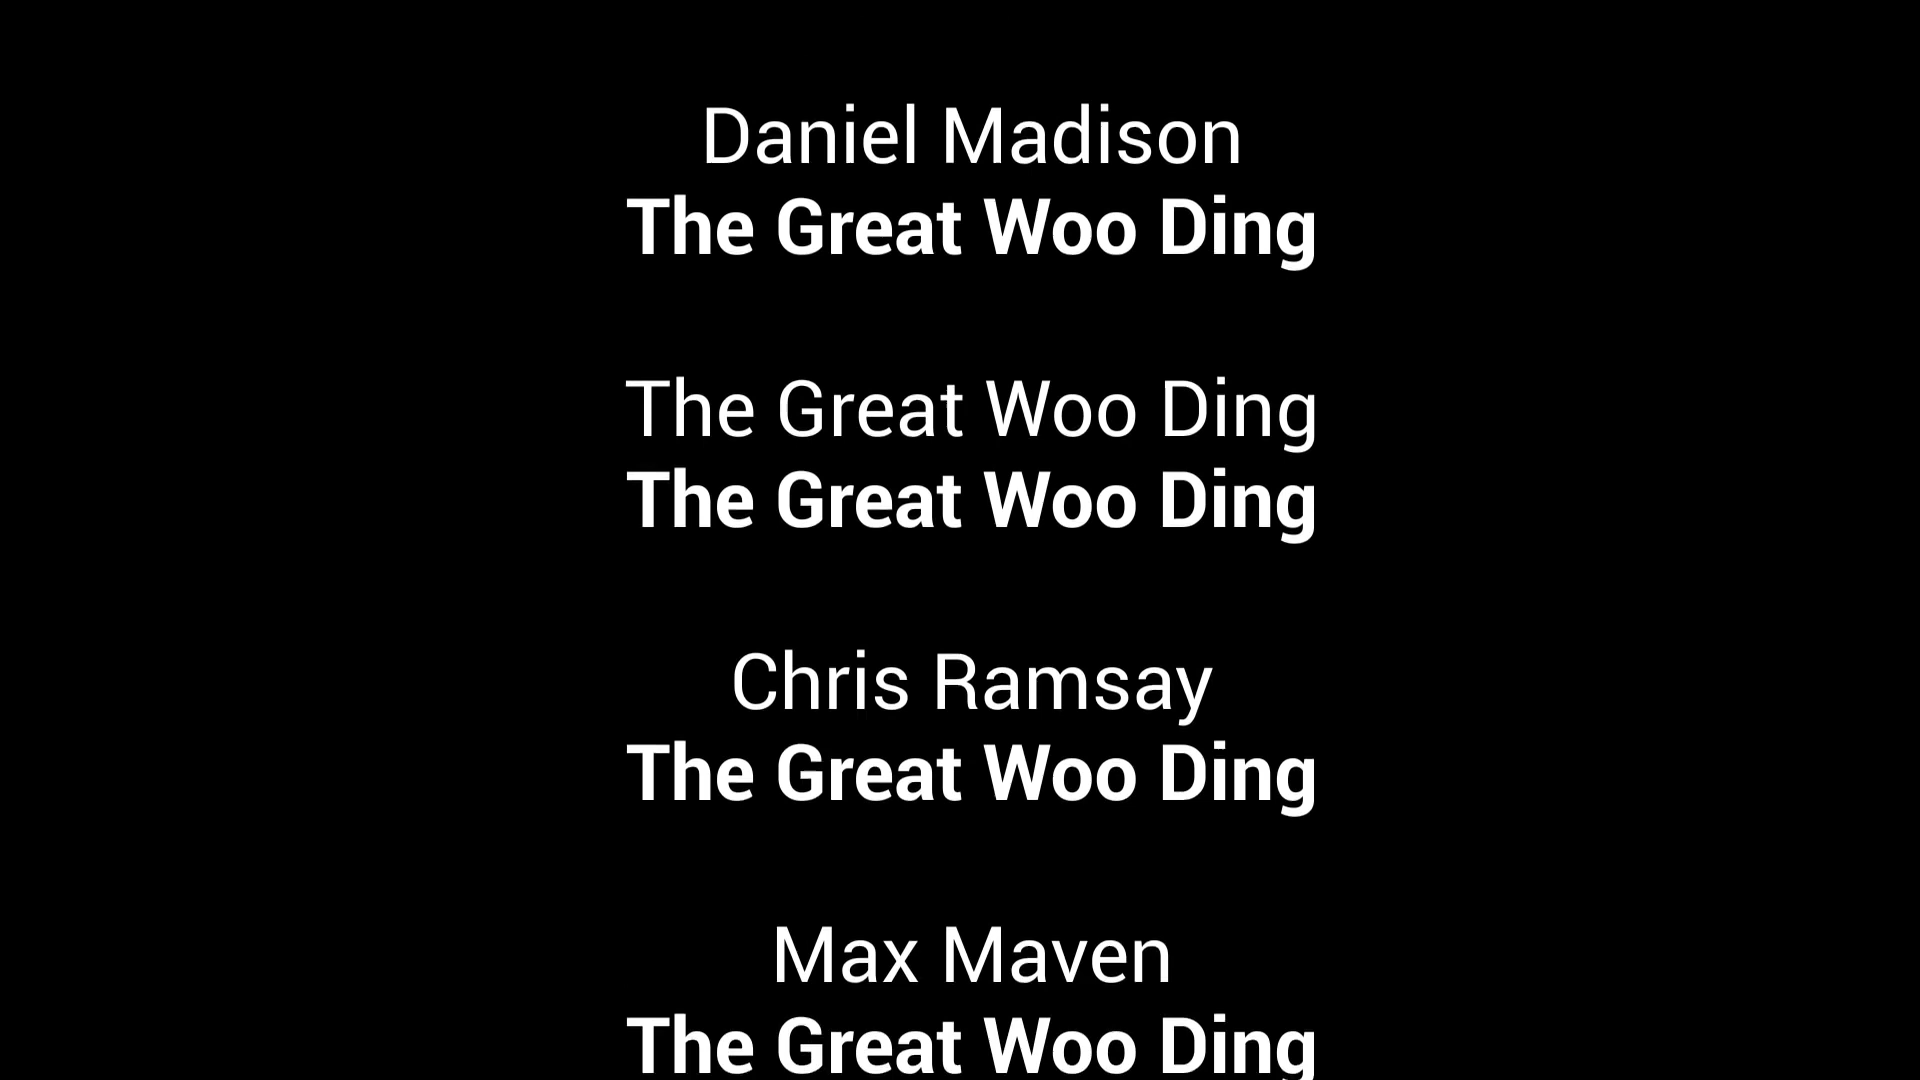 Daniel Madison
The Great Woo Ding
The Great Woo Ding
The Great Woo Ding
Chris Ramsay
The Great Woo Ding
Max Maven
The Great Woo Ding